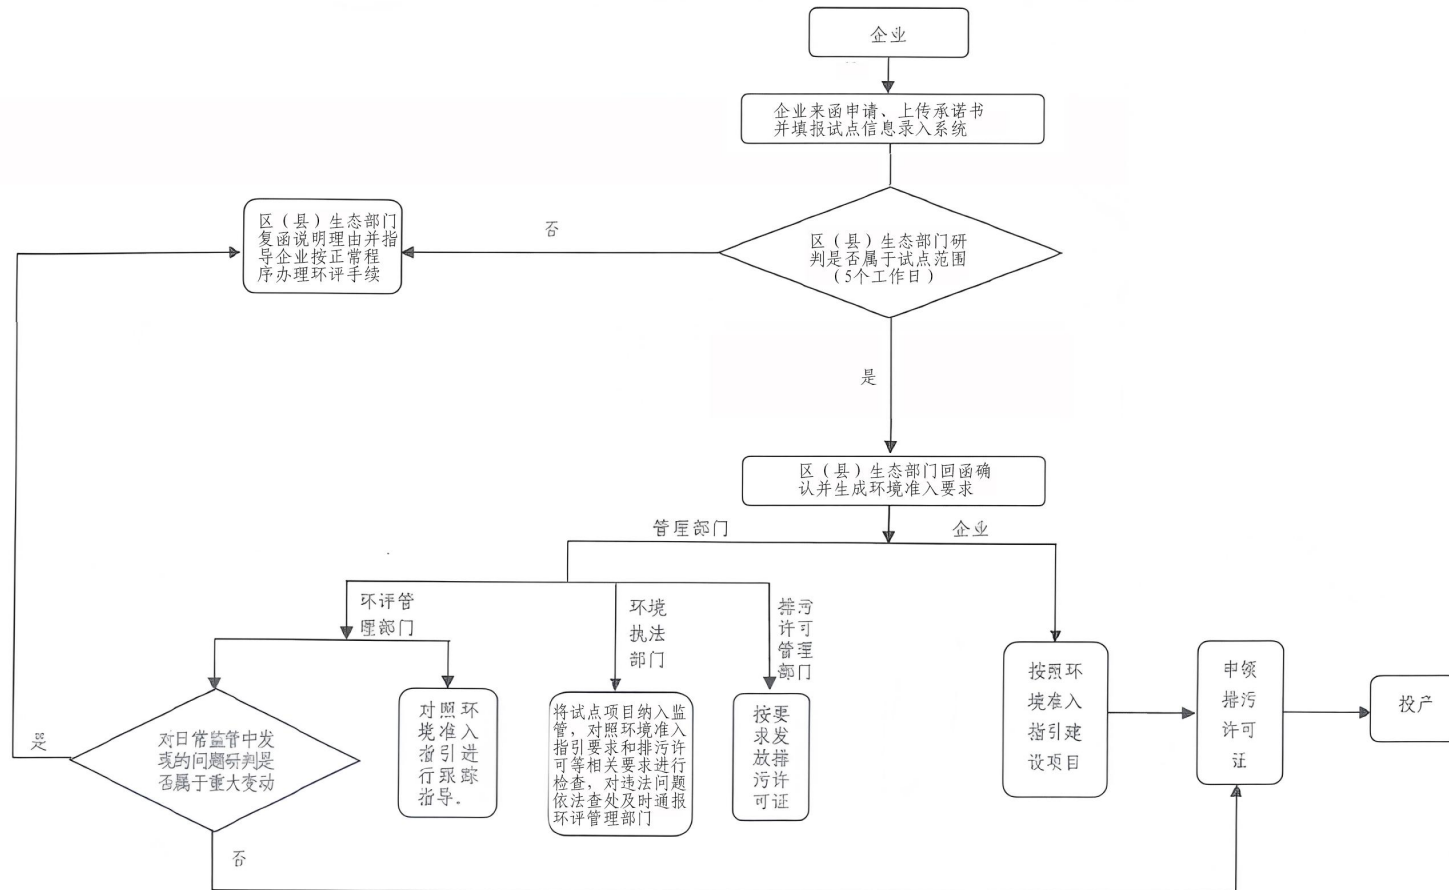 企业
企业来函申请、上传承诺书
并填报试点信息录入系统
区（县）生态部门
复函说明理由并指
导企业按正常程
序办理环评手续
否
区（县）生态部门研
判是否属于试点范围
（5个工作日）
是
区（县）生态部门回函确
认并生成环境准入要求
管理部门
企业
环评管
理部门
环境
执法
部门
排污
许可
管理
部门
是
对日常监管中发
现的问题研判是
否属于重大变动
对照环
境准入
指引进
行跟踪
指导。
将试点项目纳入监
管，对照环境准入
指引要求和排污许
可等相关要求进行
检查，对违法问题
依法查处及时通报
环评管理部门
按要
求发
放排
污许
可证
按照环
境准入
指引建
设项目
申领
排污
许可
证
投产
否